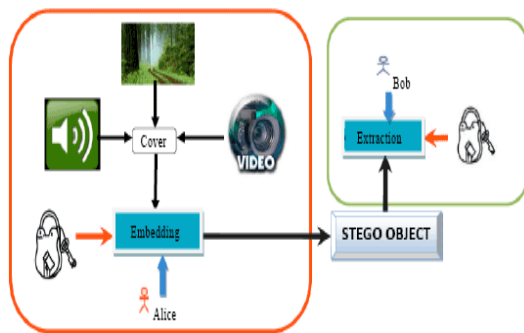 Bob
Cover
VIDEO
Extraction
Embedding
STEGO OBJECT
Alice